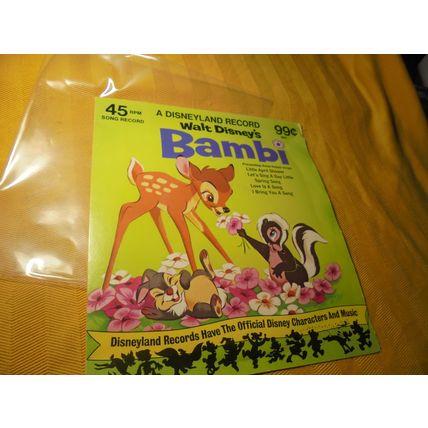 45 RPM
SONG RECORD
A DISNEYLAND RECORD
99¢
Walt Disney's
Bambi
Little April Shower
Let's Sing A Gay Little
Spring Song
Love Is A Song
I Bring You A Song
Disneyland Records Have The Official Disney Characters And Music